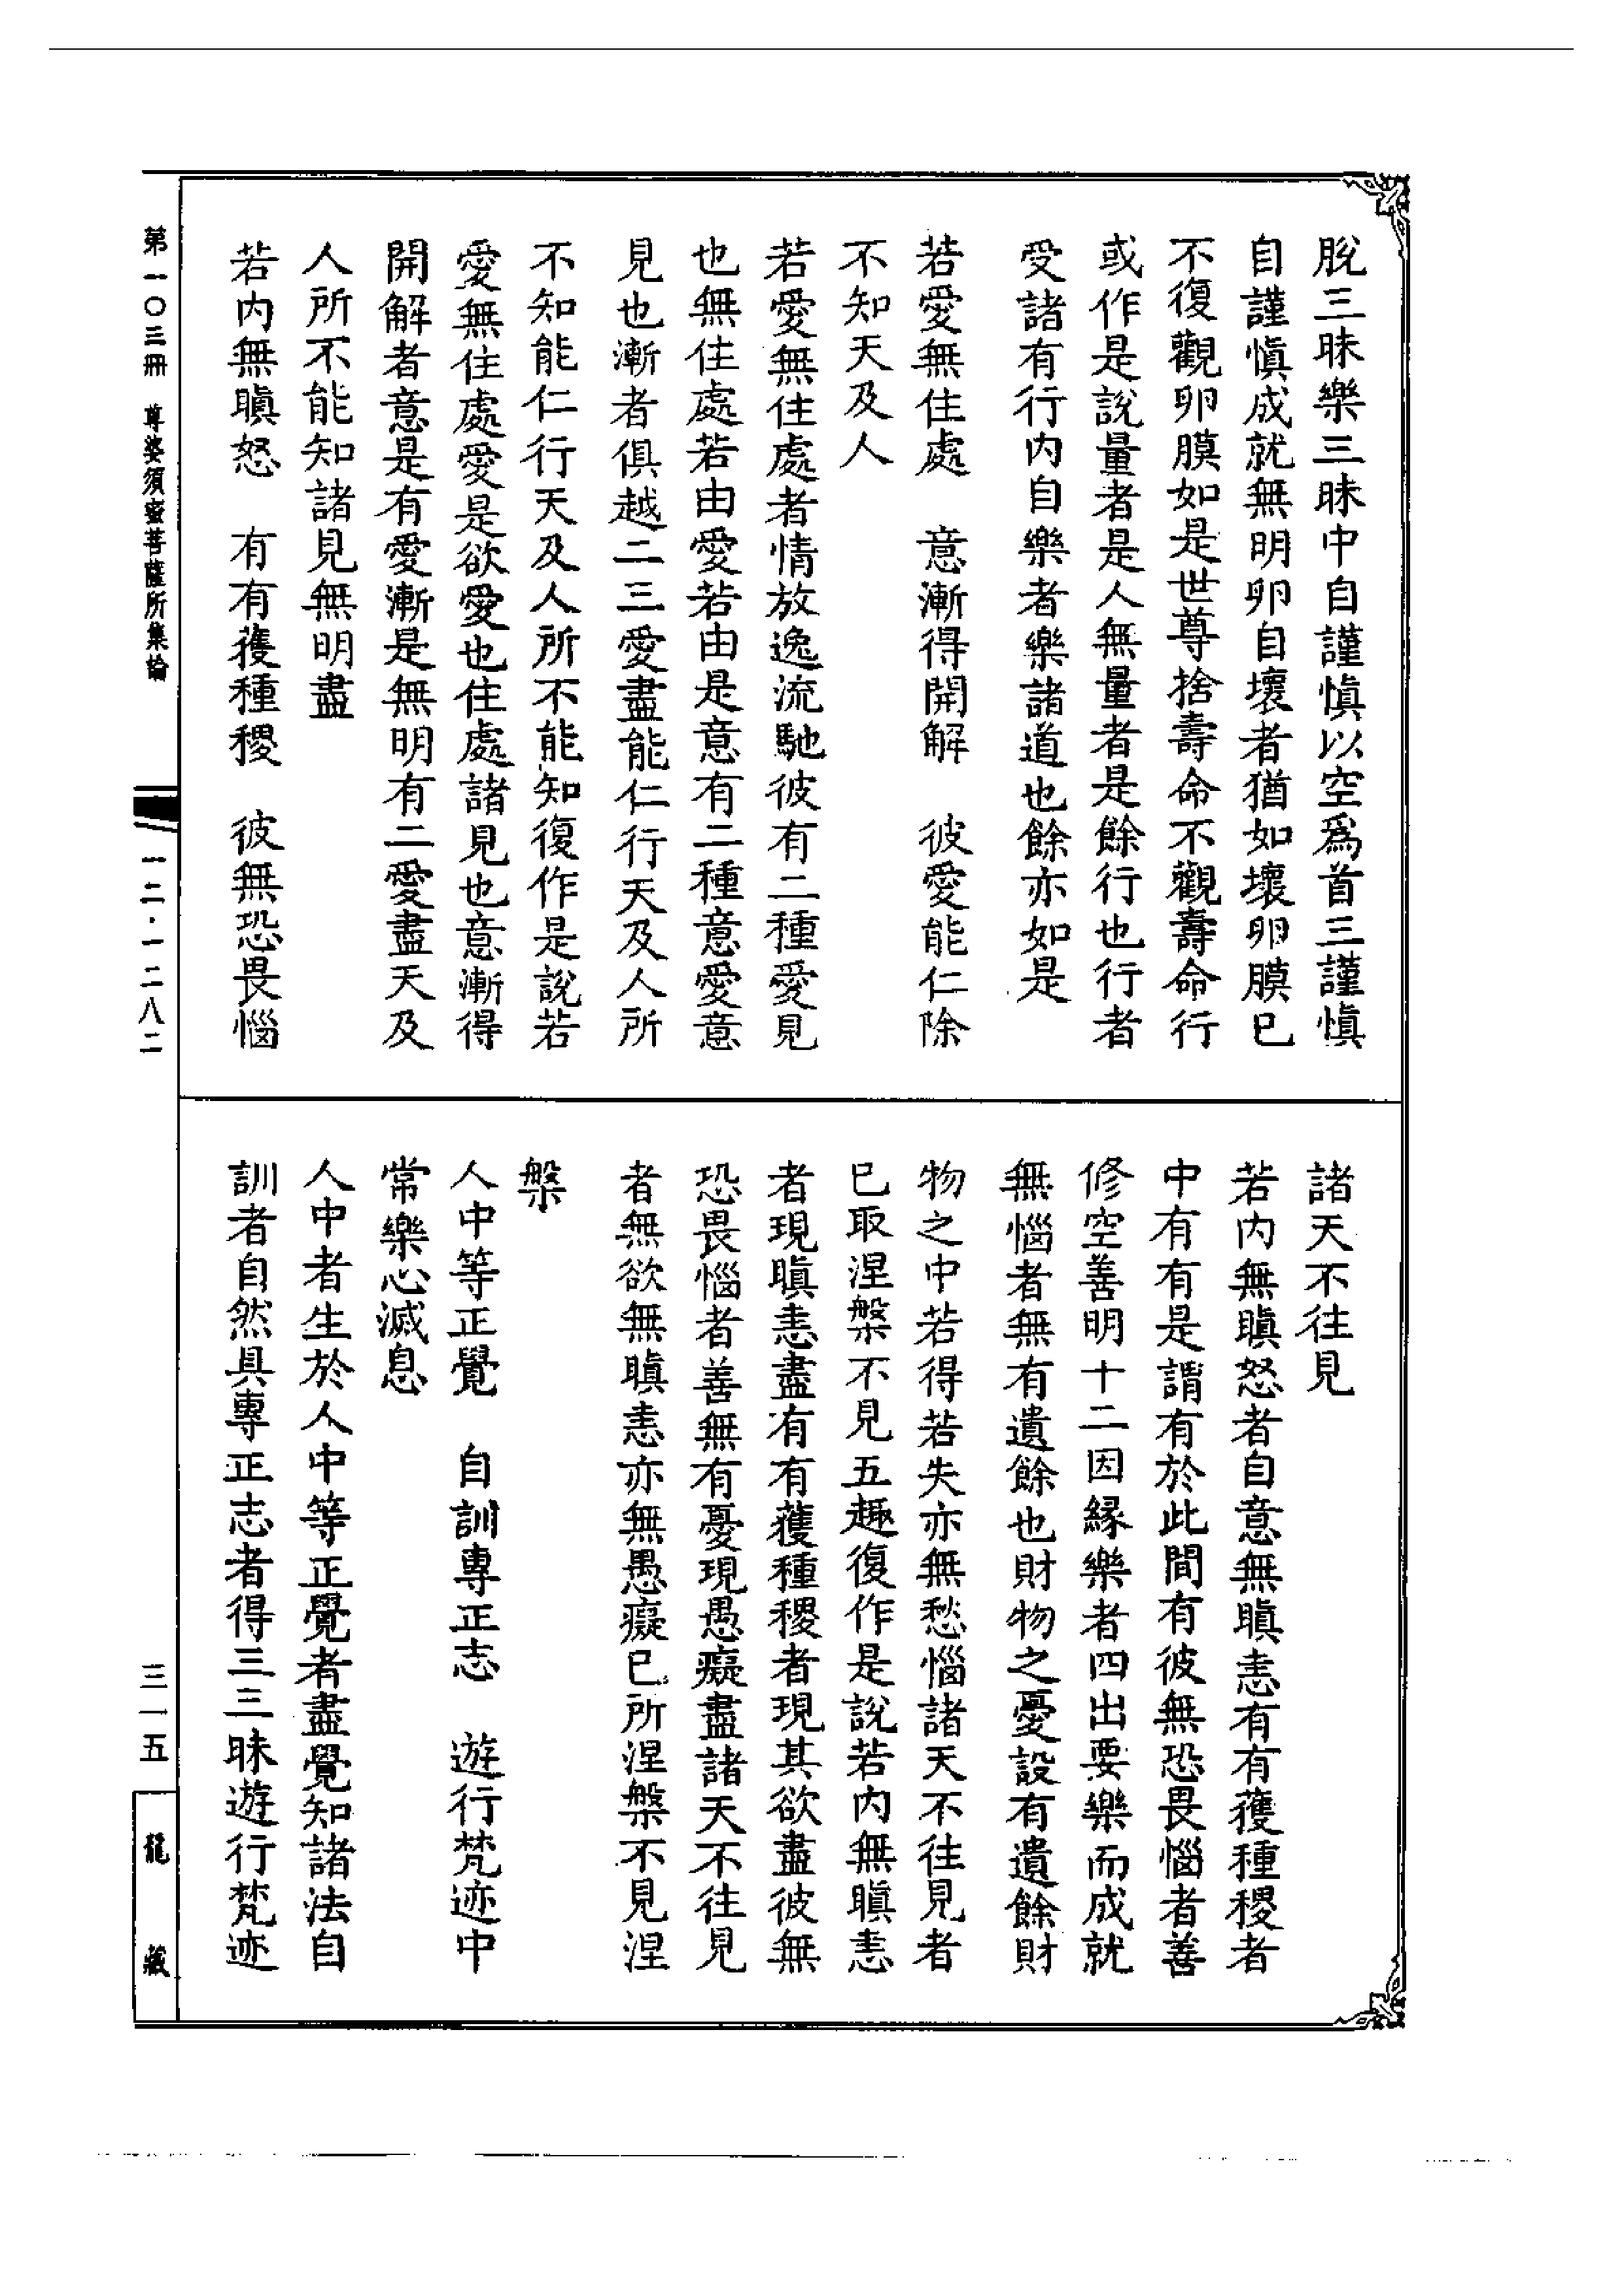 脫三昧樂三昧中自謹慎以空爲首三謹慎
自謹慎成就無明卵自壞者猶如壞卵膜已
不復觀卵膜如是世尊捨壽命不觀壽命行
或作是說量者是人無量者是餘行也行者
受諸有行内自樂者樂諸道也餘亦如是
若愛無住處　意漸得開解　彼愛能仁除
不知天及人
若愛無住處者情放逸流馳彼有二種愛見
也無住處若由愛若由是意有二種意愛意
見也漸者俱越二三愛盡能仁行天及人所
不知能仁行天及人所不能知復作是說若
愛無住處愛是欲愛也住處諸見也意漸得
開解者意是有愛漸是無明有二愛盡天及
人所不能知諸見無明盡
若内無瞋怒　有有蕧種稷　彼無恐畏惱
諸天不往見
若内無瞋怒者自意無瞋恚有有蕧種稷者
中有有是謂有於此間有彼無恐畏惱者善
修空善明十二因緣樂者四出要樂而成就
無惱者無有遺餘也財物之憂設有遺餘財
物之中若得若失亦無愁惱諸天不往見者
已取涅槃不見五趣復作是說若内無瞋恚
者現瞋恚盡有有蕧種稷者現其欲盡彼無
恐畏惱者善無有憂現愚癡盡諸天不往見
者無欲無瞋恚亦無愚癡已所涅槃不見涅
槃
人中等正覺　自訓專正志　遊行梵迹中
常樂心滅息
人中者生於人中等正覺者盡覺知諸法自
訓者自然具專正志者得三三昧遊行梵迹
第一〇三冊　尊婆須蜜菩薩所集論
一二·一二八二
三一五
龍藏